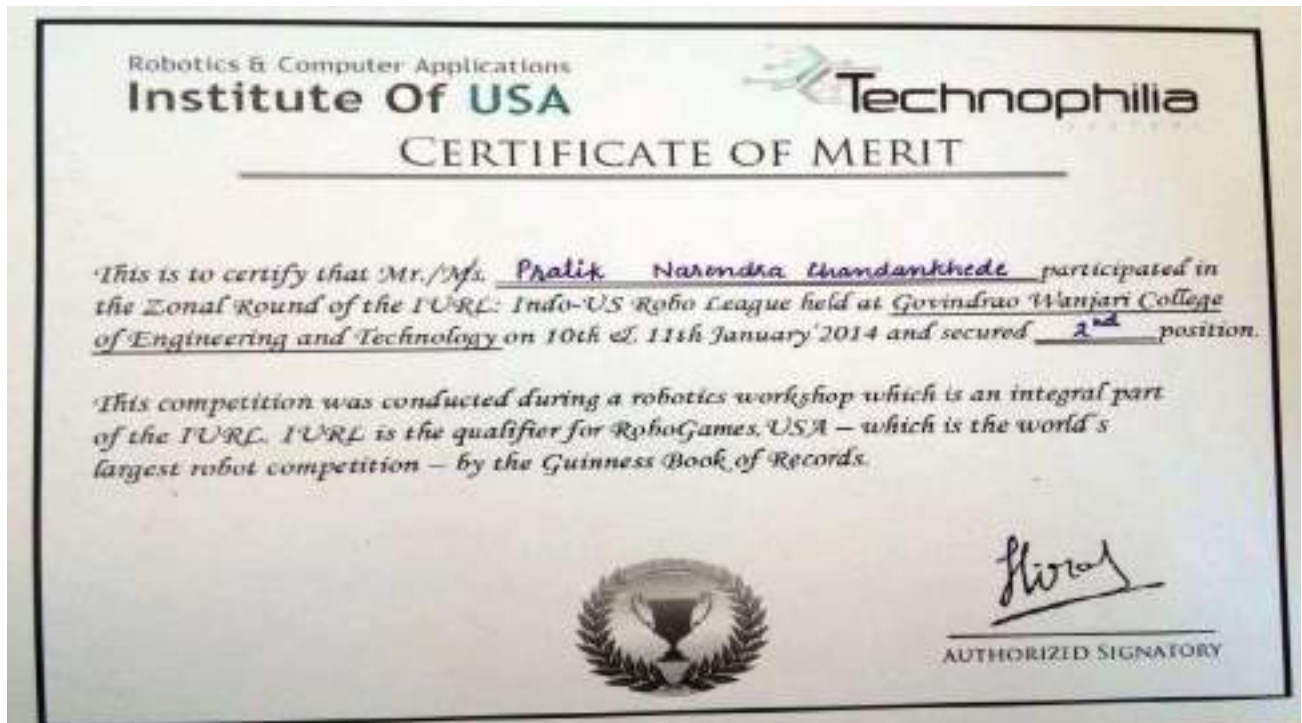 Robotics & Computer Applications
Institute Of USA
Technophilia
CERTIFICATE OF MERIT
This is to certify that Mr./Ms. Pratik Narendra Chandankhede participated in
the Zonal Round of the IURL: Indo-US Robo League held at Govindrao Wanjari College
of Engineering and Technology on 10th & 11th January'2014 and secured 2nd position.
This competition was conducted during a robotics workshop which is an integral part
of the IURL. IURL is the qualifier for RoboGames, USA – which is the world's
largest robot competition – by the Guinness Book of Records.
AUTHORIZED SIGNATORY